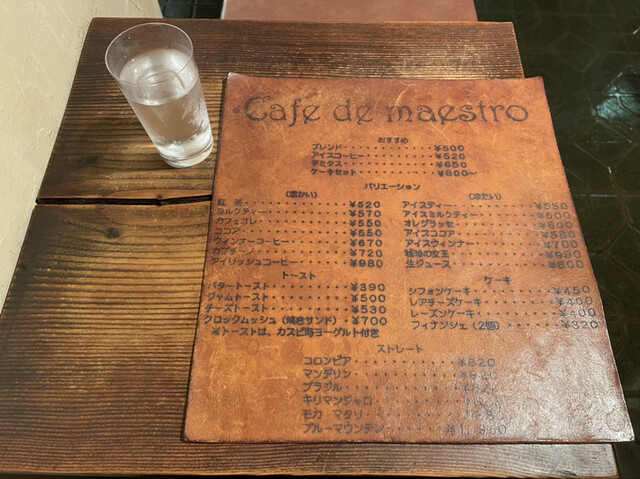 Cafe de maestro
おすすめ
ブレンド・・・・・・・・・・・¥500
アイスコーヒー・・・・・・・・¥520
デミタス・・・・・・・・・・・¥650
ケーキセット・・・・・・・・・¥800〜
バリエーション
(温かい)
紅 茶・・・・・・・・・・・¥520
ミルクティー・・・・・・・・¥570
カフェオレ・・・・・・・・・¥550
ココア・・・・・・・・・・・¥650
ウィンナーコーヒー・・・・・¥670
カプチーノ・・・・・・・・・¥720
アイリッシュコーヒー・・・・¥980
(冷たい)
アイスティー・・・・・・・・¥550
アイスミルクティー・・・・・¥600
オレグラッセ・・・・・・・・¥600
アイスココア・・・・・・・・¥580
アイスウィンナー・・・・・・¥700
琥珀の女王・・・・・・・・・¥980
生ジュース・・・・・・・・・¥800
トースト
バタートースト・・・・・・・¥390
ジャムトースト・・・・・・・¥500
チーズトースト・・・・・・・¥530
クロックムッシュ(焼きサンド)・¥700
※トーストは、カスピ海ヨーグルト付き
ケーキ
シフォンケーキ・・・・・・・¥450
レアチーズケーキ・・・・・・¥400
レーズンケーキ・・・・・・・¥400
フィナンシェ(2個)・・・・・¥320
ストレート
コロンビア・・・・・・・・・¥620
マンデリン・・・・・・・・・
ブラジル・・・・・・・・・・
キリマンジャロ・・・・・・・
モカ マタリ・・・・・・・・
ブルーマウンテン・・・・・・